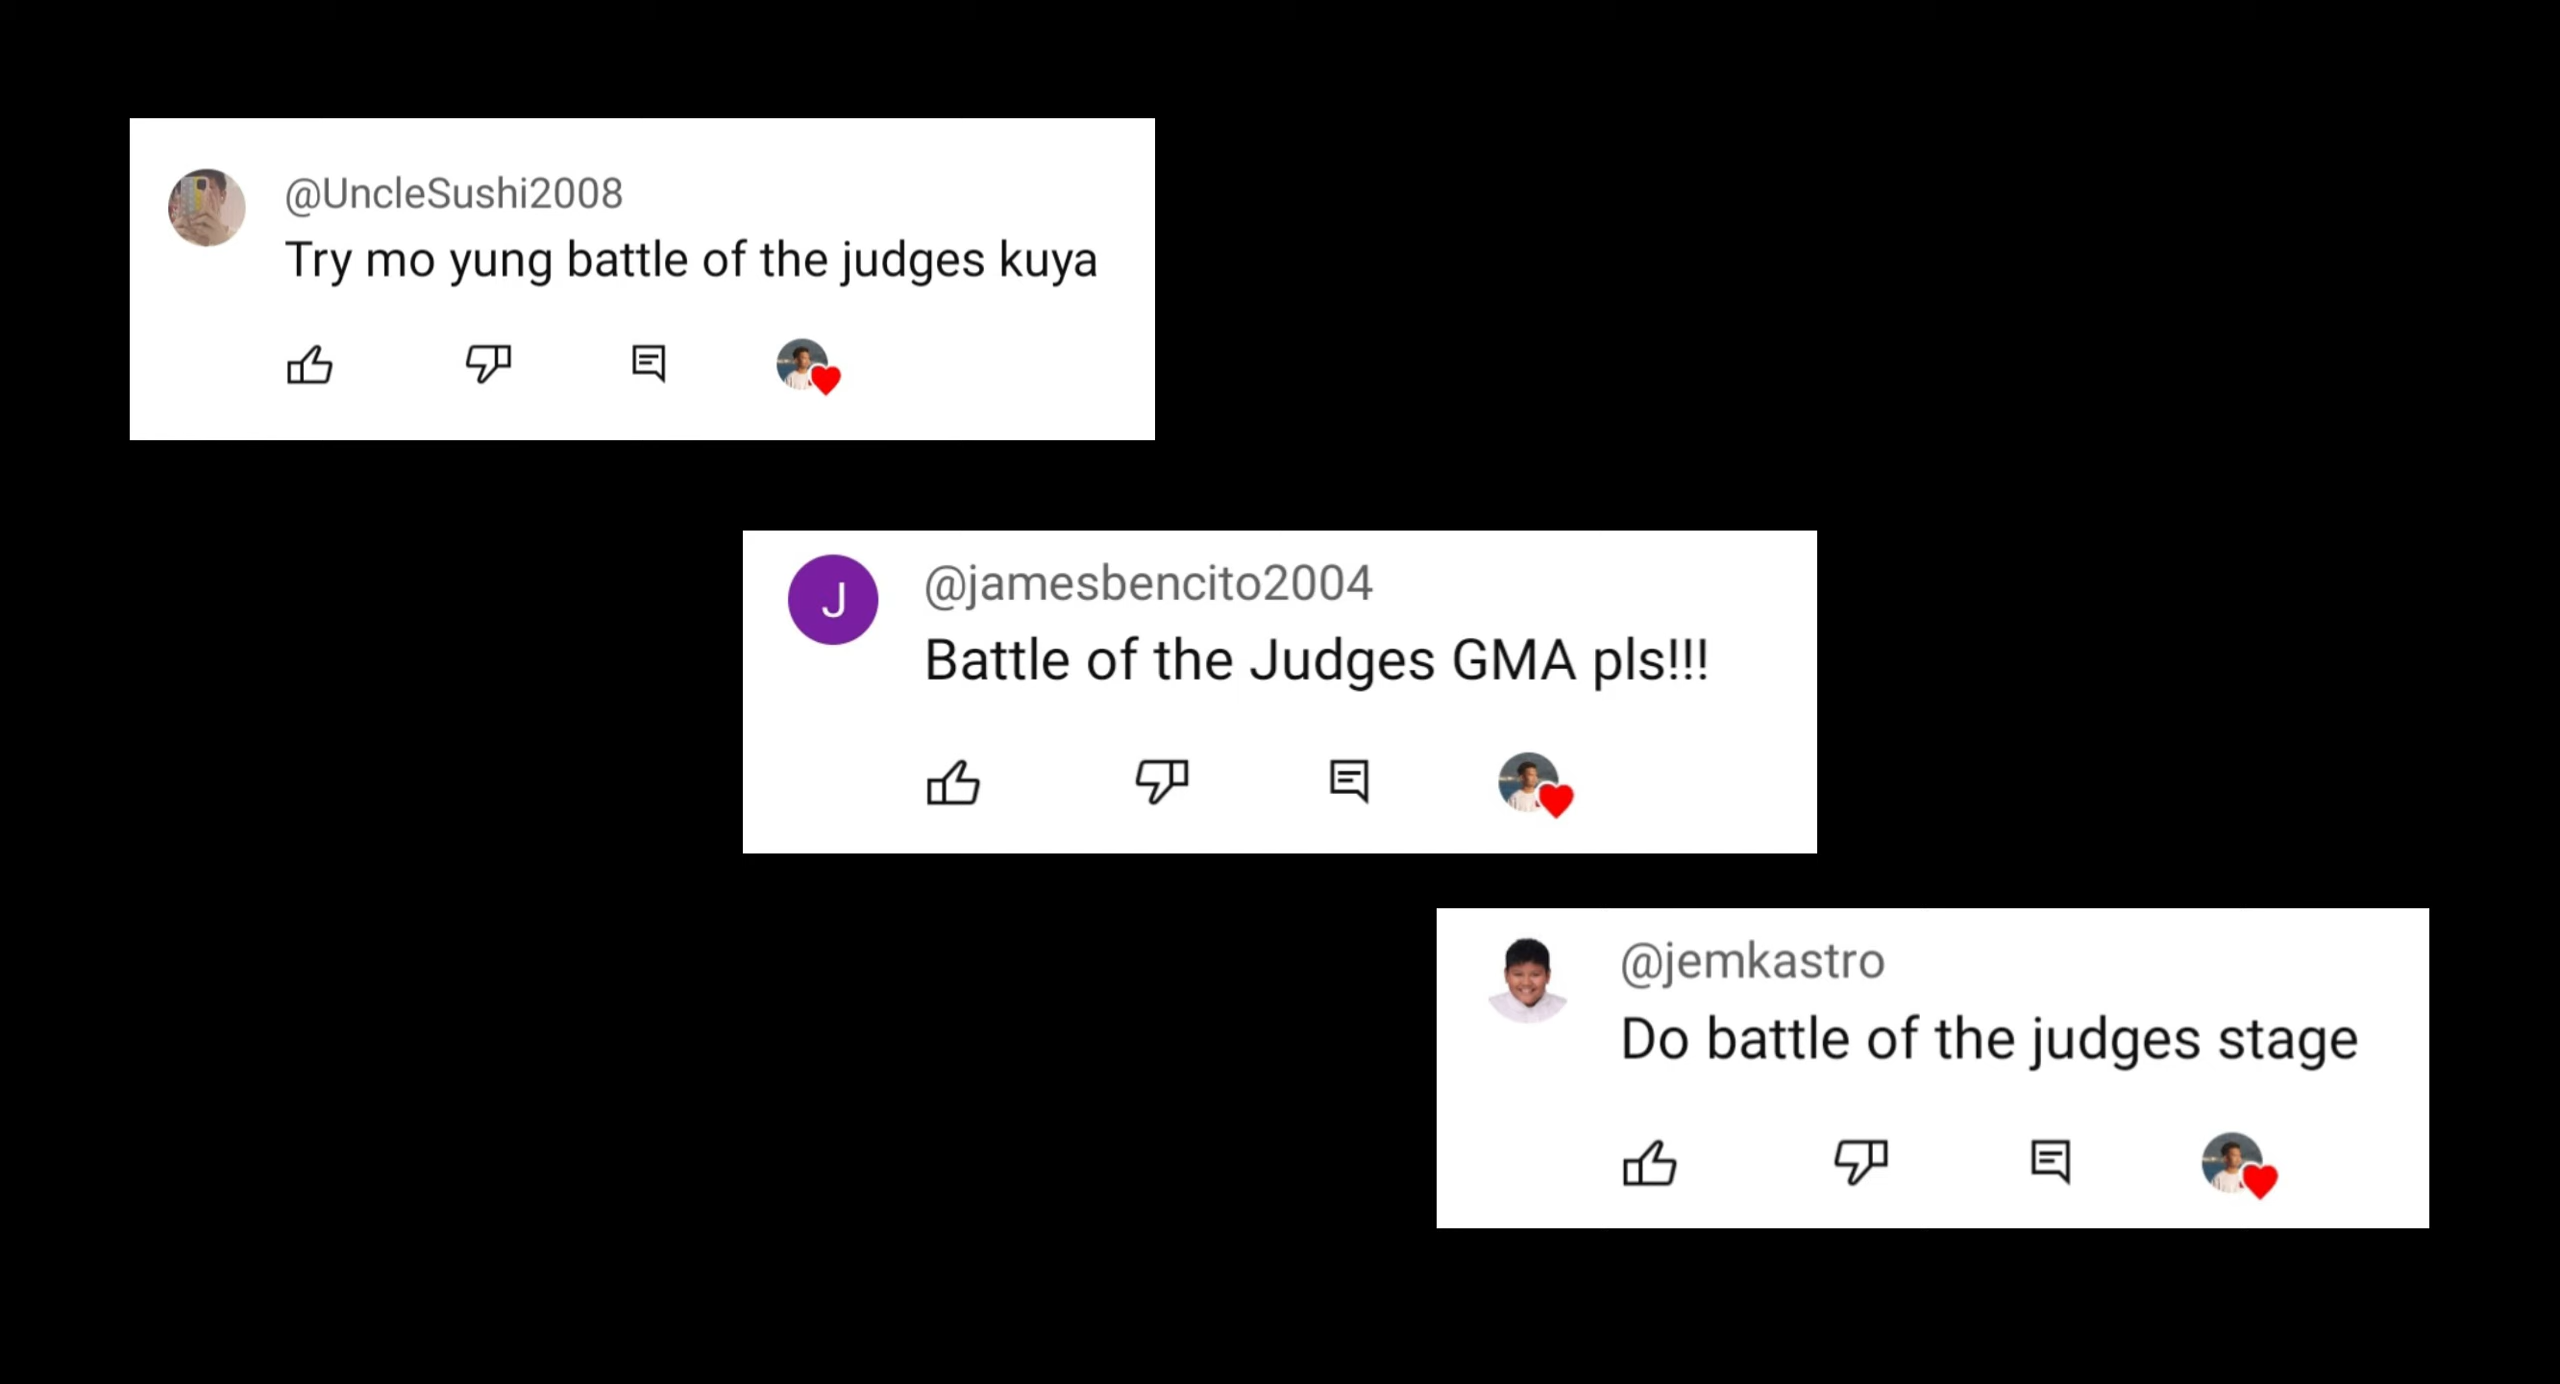 @UncleSushi2008
Try mo yung battle of the judges kuya
J
@jamesbencito2004
Battle of the Judges GMA pls!!!
@jemkastro
Do battle of the judges stage